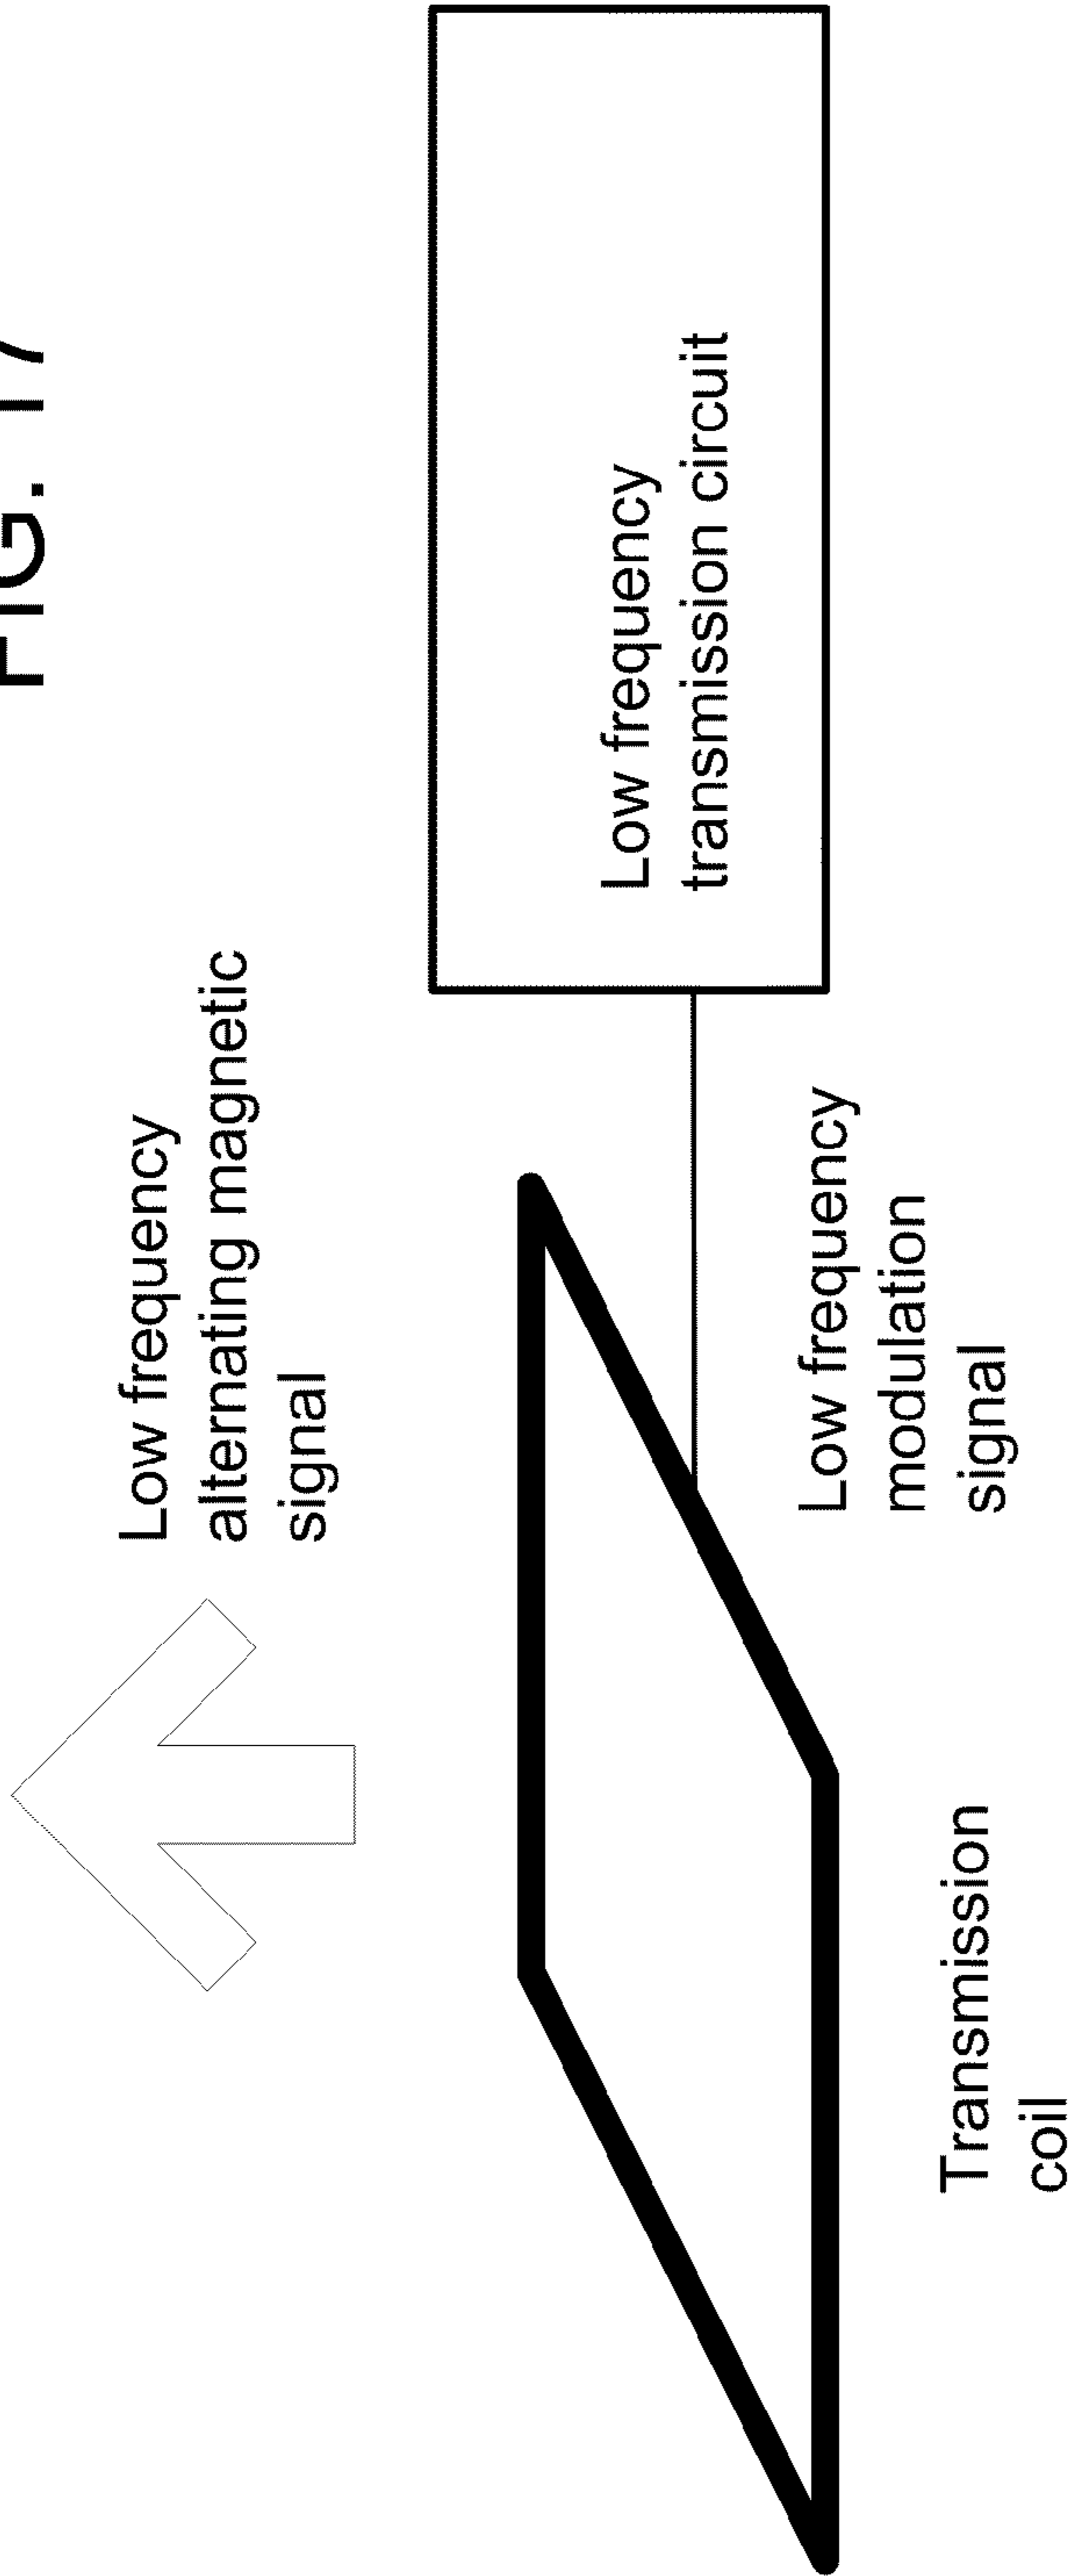 FIG. 17
Low frequency
alternating magnetic
signal
Low frequency
transmission circuit
Low frequency
modulation
signal
Transmission
coil